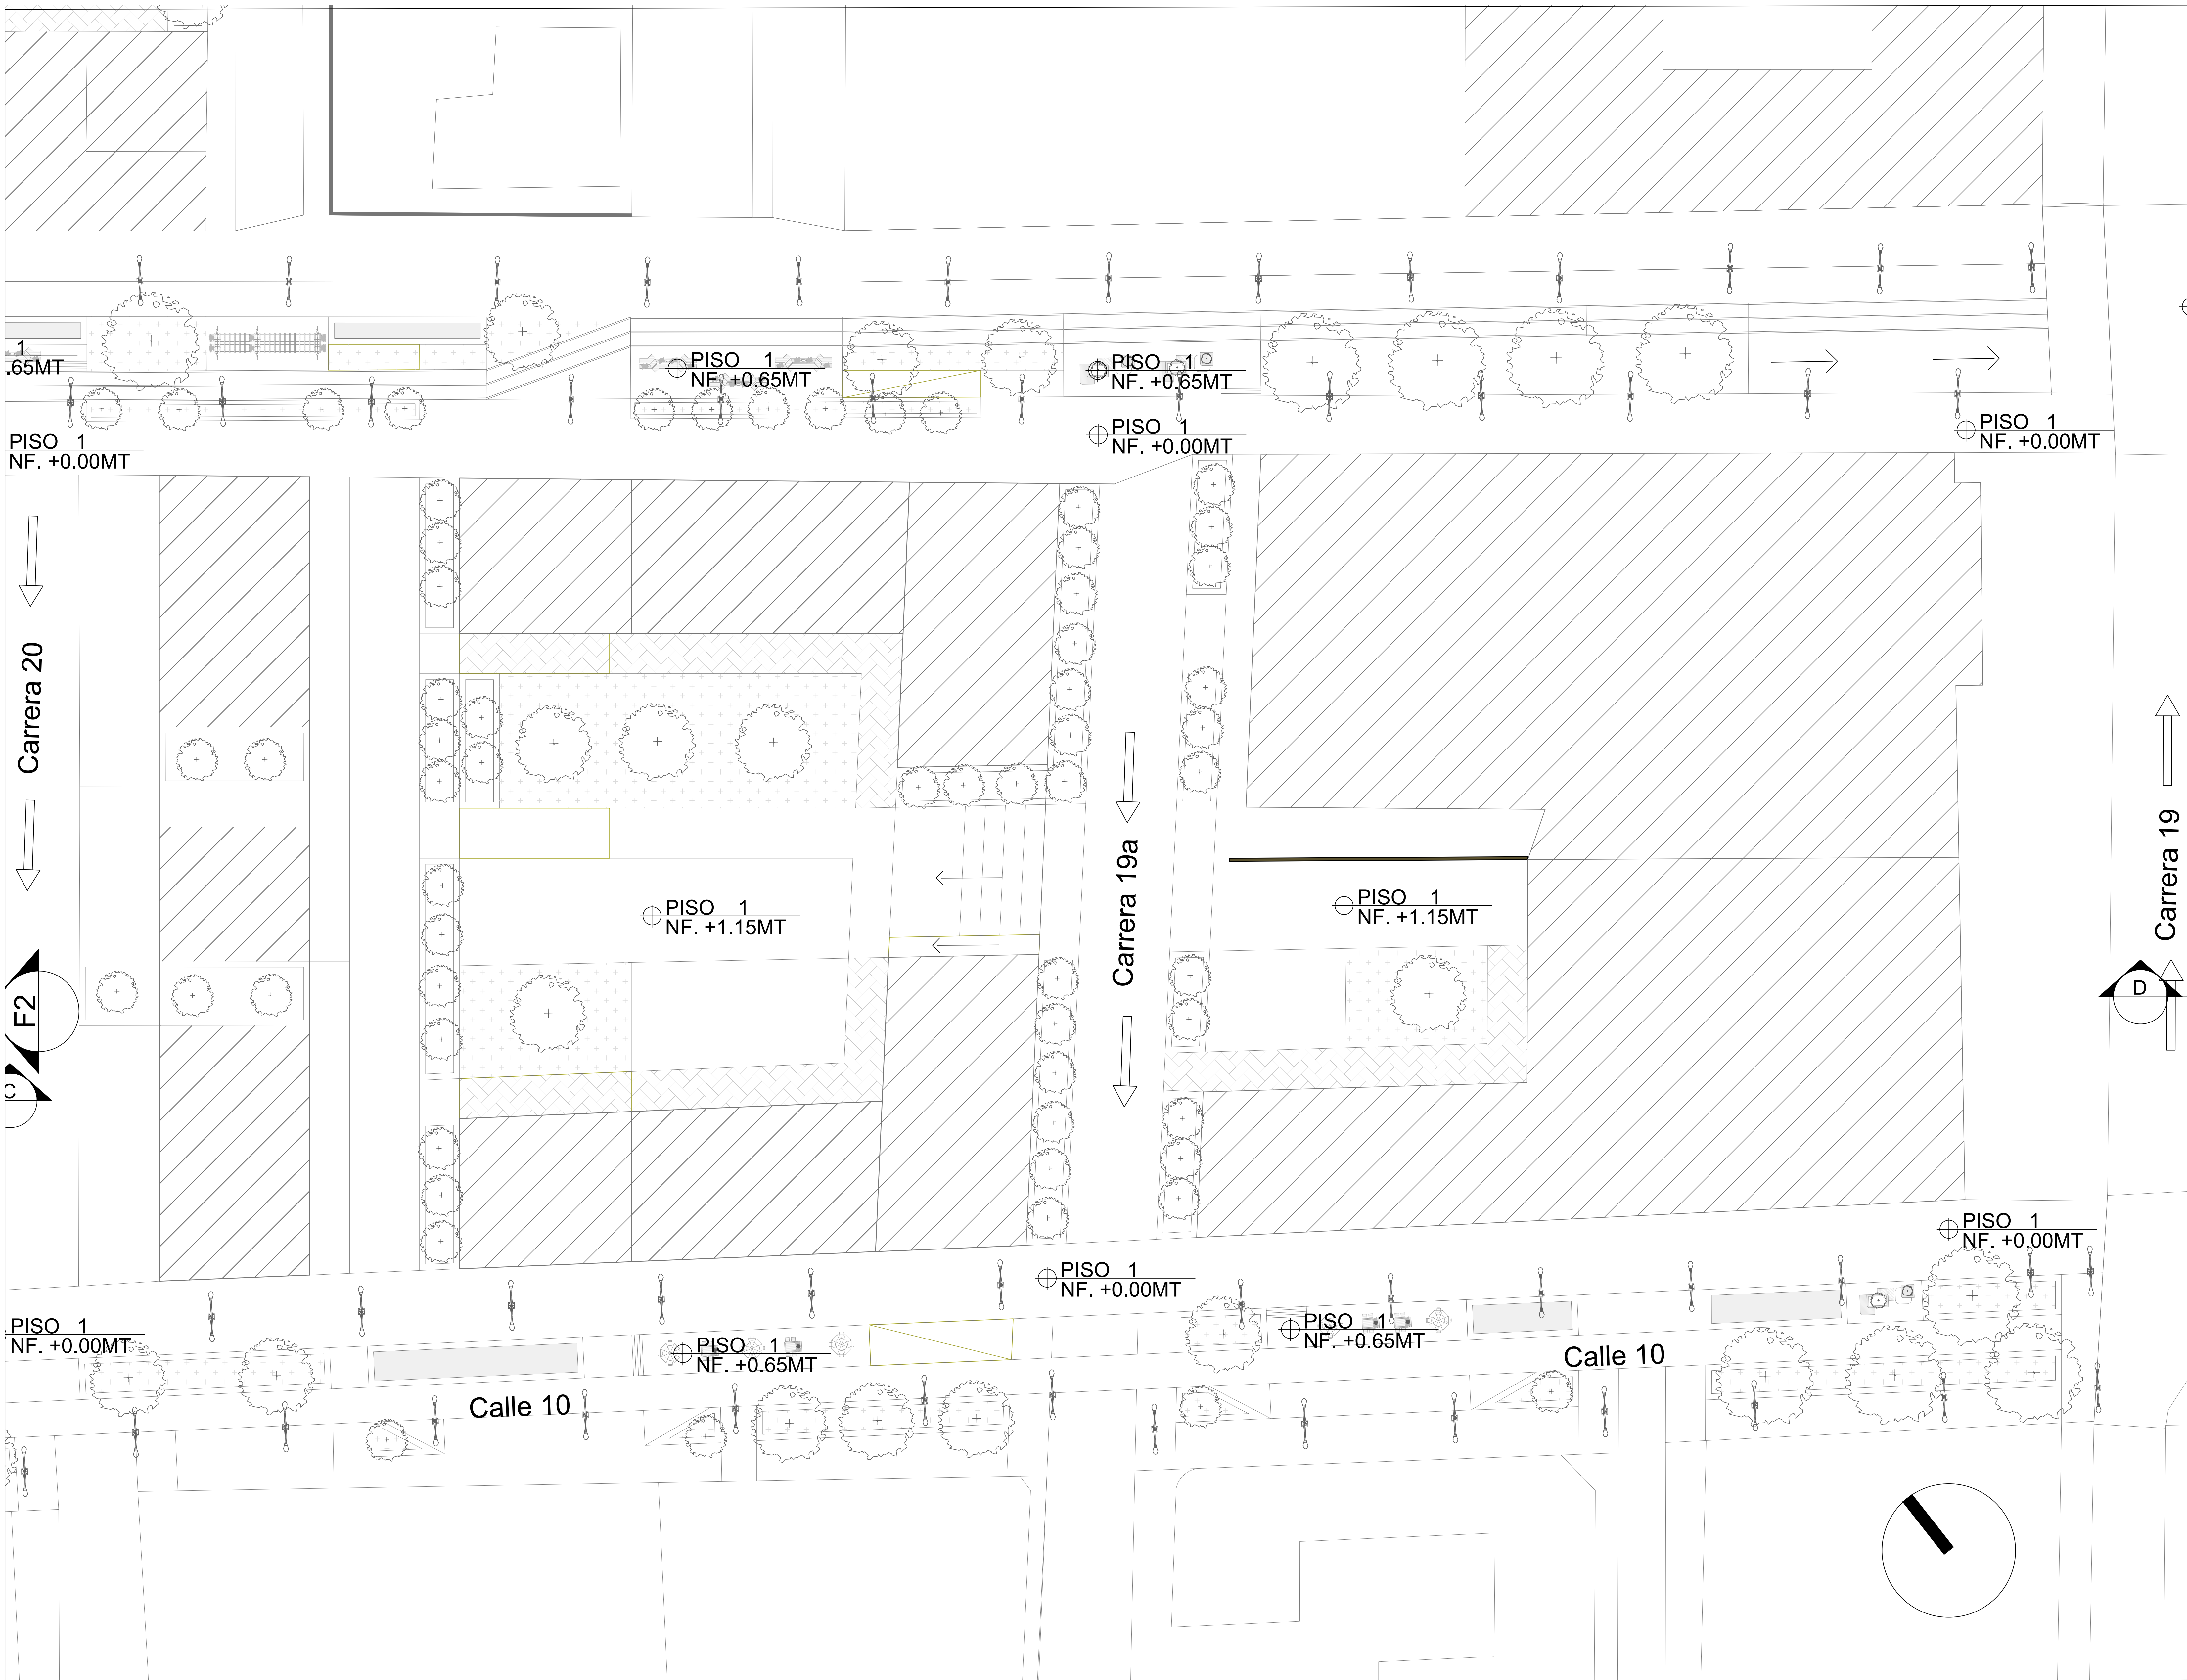 1
.65MT
PISO 1
NF. +0.65MT
PISO 1
NF. +0.65MT
PISO 1
NF. +0.00MT
PISO 1
NF. +0.00MT
PISO 1
NF. +0.00MT
Carrera 20
Carrera 19a
Carrera 19
PISO 1
NF. +1.15MT
PISO 1
NF. +1.15MT
F2
C
D
PISO 1
NF. +0.00MT
PISO 1
NF. +0.00MT
PISO 1
NF. +0.00MT
PISO 1
NF. +0.65MT
PISO 1
NF. +0.65MT
Calle 10
Calle 10